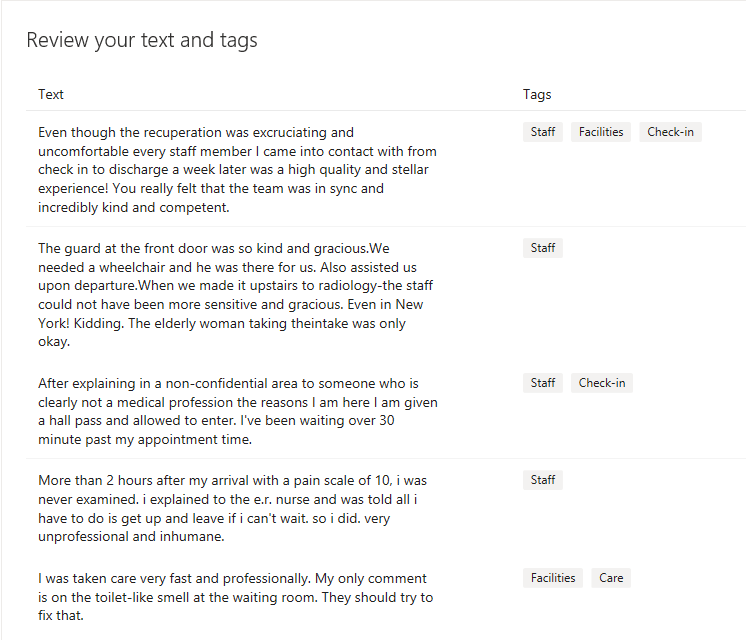 Review your text and tags
Text Tags
Even though the recuperation was excruciating and
uncomfortable every staff member I came into contact with from
check in to discharge a week later was a high quality and stellar
experience! You really felt that the team was in sync and
incredibly kind and competent.
Staff Facilities Check-in
The guard at the front door was so kind and gracious.We
needed a wheelchair and he was there for us. Also assisted us
upon departure.When we made it upstairs to radiology-the staff
could not have been more sensitive and gracious. Even in New
York! Kidding. The elderly woman taking theintake was only
okay.
Staff
After explaining in a non-confidential area to someone who is
clearly not a medical profession the reasons I am here I am given
a hall pass and allowed to enter. I've been waiting over 30
minute past my appointment time.
Staff Check-in
More than 2 hours after my arrival with a pain scale of 10, i was
never examined. i explained to the e.r. nurse and was told all i
have to do is get up and leave if i can't wait. so i did. very
unprofessional and inhumane.
Staff
I was taken care very fast and professionally. My only comment
is on the toilet-like smell at the waiting room. They should try to
fix that.
Facilities Care